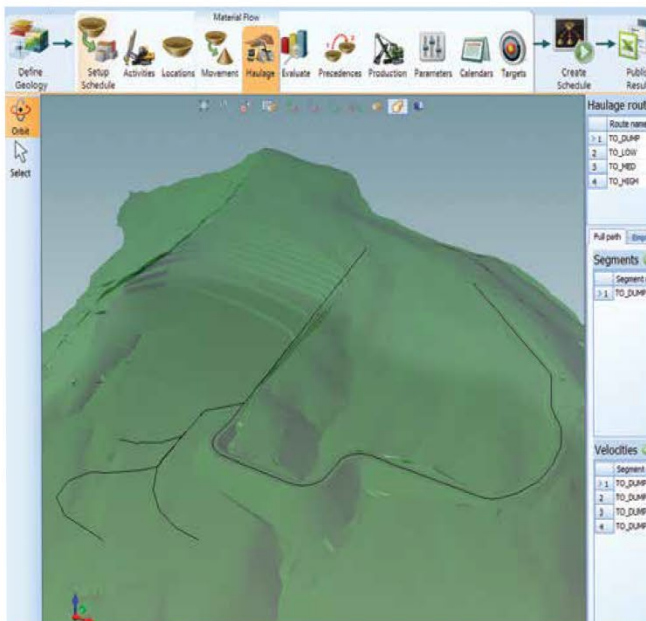 Material Flow
Define Geology
Setup Schedule
Activities
Locations
Movement
Haulage
Evaluate
Precedences
Production
Parameters
Calendars
Targets
Create Schedule
Public
Resul
Orbit
Select
Haulage rout
Route name
> 1 TO_DUMP
2 TO_LOW
3 TO_MED
4 TO_HIGH
Full path
Segments
Segment
> 1 TO_DUMP
Velocities
Segment
> 1 TO_DUMP
2 TO_DUMP
3 TO_DUMP
4 TO_DUMP